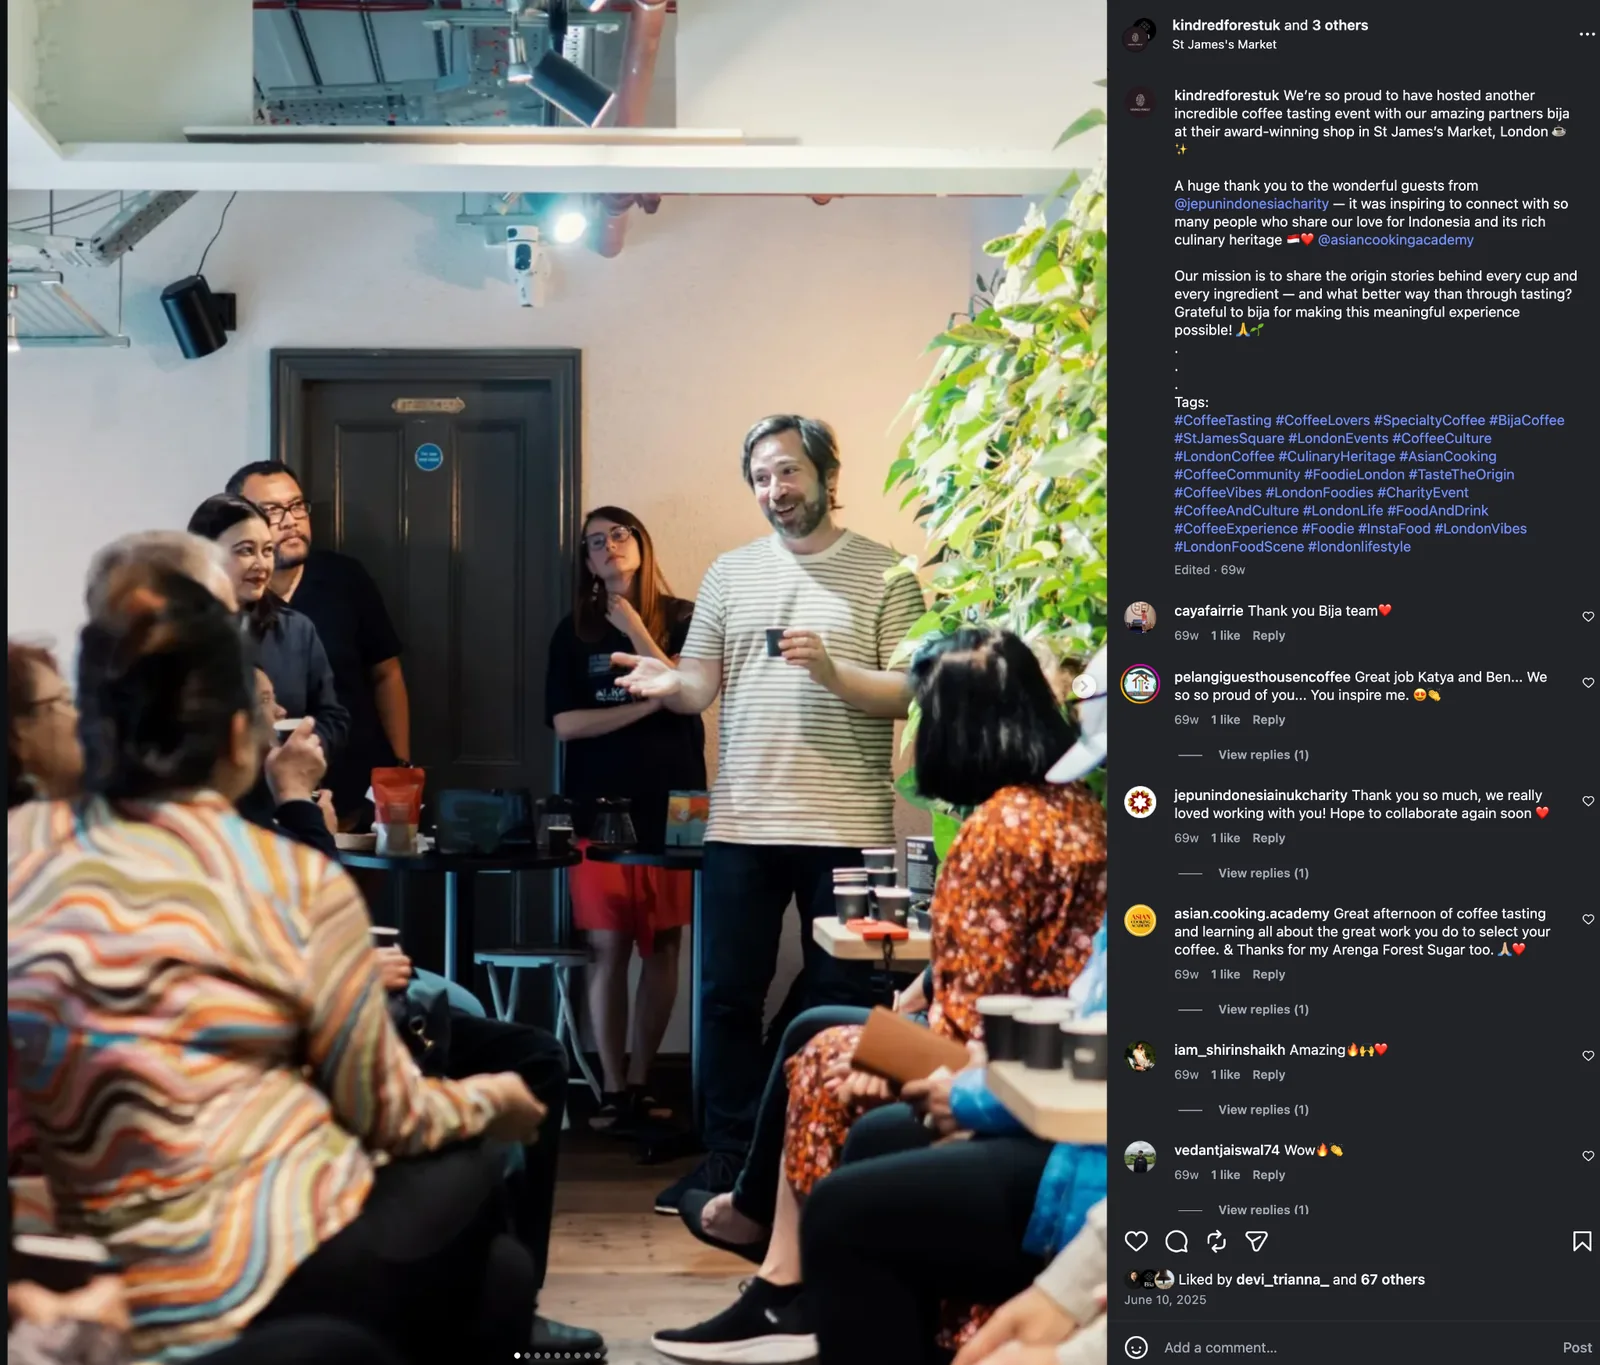 kindredforestuk and 3 others
St James's Market
kindredforestuk We’re so proud to have hosted another
incredible coffee tasting event with our amazing partners bija
at their award-winning shop in St James’s Market, London ☕
✨
A huge thank you to the wonderful guests from
@jepunindonesiacharity — it was inspiring to connect with so
many people who share our love for Indonesia and its rich
culinary heritage 🇮🇩❤️ @asiancookingacademy
Our mission is to share the origin stories behind every cup and
every ingredient — and what better way than through tasting?
Grateful to bija for making this meaningful experience
possible! 🙏🌱
.
.
.
Tags:
#CoffeeTasting #CoffeeLovers #SpecialtyCoffee #BijaCoffee
#StJamesSquare #LondonEvents #CoffeeCulture
#LondonCoffee #CulinaryHeritage #AsianCooking
#CoffeeCommunity #FoodieLondon #TasteTheOrigin
#CoffeeVibes #LondonFoodies #CharityEvent
#CoffeeAndCulture #LondonLife #FoodAndDrink
#CoffeeExperience #Foodie #InstaFood #LondonVibes
#LondonFoodScene #londonlifestyle
Edited · 69w
cayafairrie Thank you Bija team❤️
69w 1 like Reply
pelangiguesthousencoffee Great job Katya and Ben... We
so so proud of you... You inspire me. 😍👏
69w 1 like Reply
View replies (1)
jepunindonesiainukcharity Thank you so much, we really
loved working with you! Hope to collaborate again soon ❤️
69w 1 like Reply
View replies (1)
asian.cooking.academy Great afternoon of coffee tasting
and learning all about the great work you do to select your
coffee. & Thanks for my Arenga Forest Sugar too. 🙏❤️
69w 1 like Reply
View replies (1)
iam_shirinshaikh Amazing🔥🙌❤️
69w 1 like Reply
View replies (1)
vedantjaiswal74 Wow🔥👏
69w 1 like Reply
View replies (1)
Liked by devi_trianna_ and 67 others
June 10, 2025
Add a comment...
Post